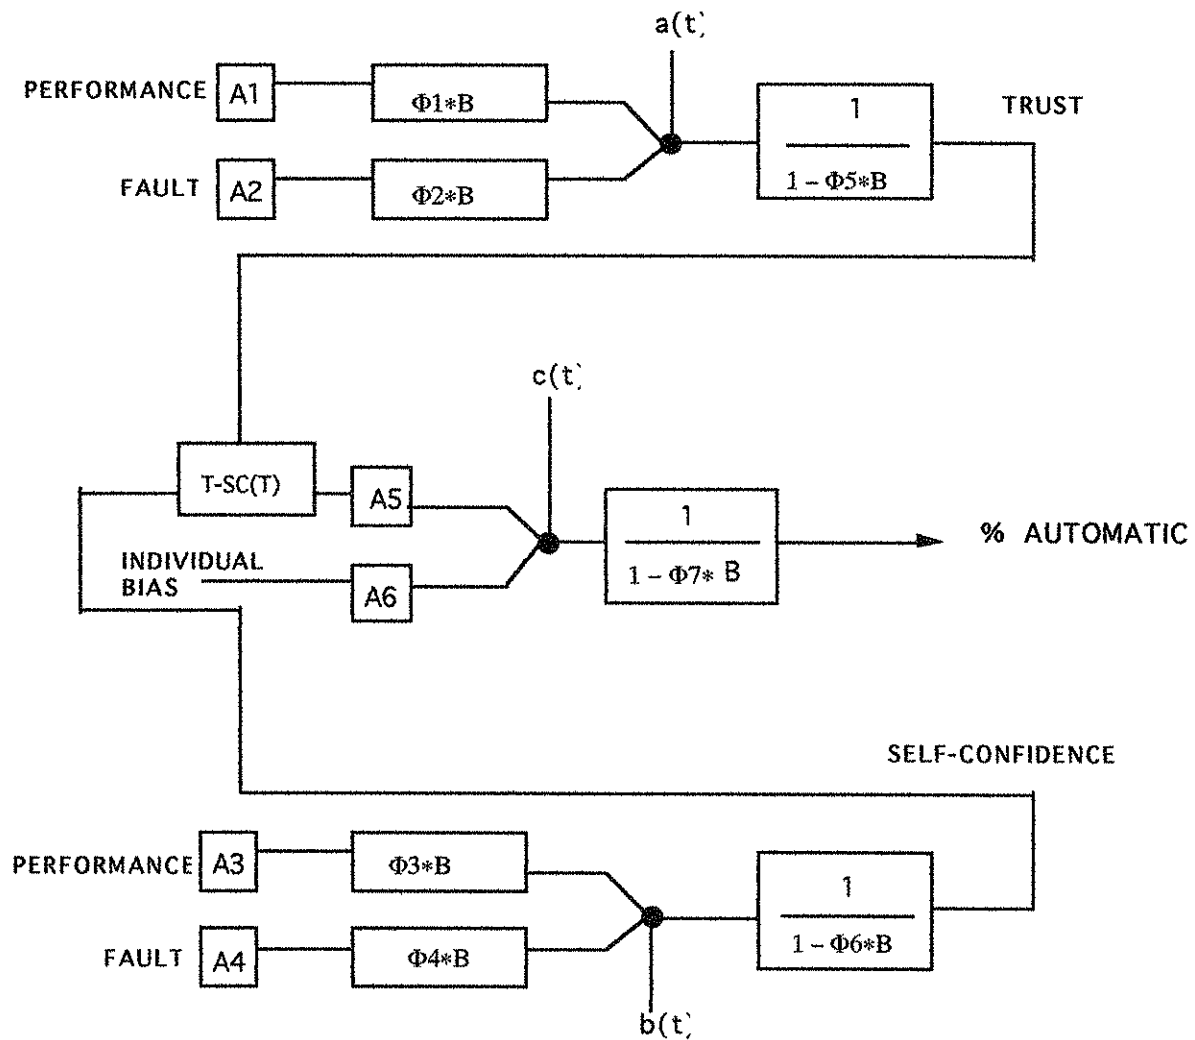 a(t)
PERFORMANCE A1 Φ1*B
1
1 – Φ5*B
TRUST
FAULT A2 Φ2*B
c(t)
T-SC(T) A5
1
1 – Φ7* B
% AUTOMATIC
INDIVIDUAL
BIAS
A6
SELF-CONFIDENCE
PERFORMANCE A3 Φ3*B
1
1 – Φ6*B
FAULT A4 Φ4*B
b(t)